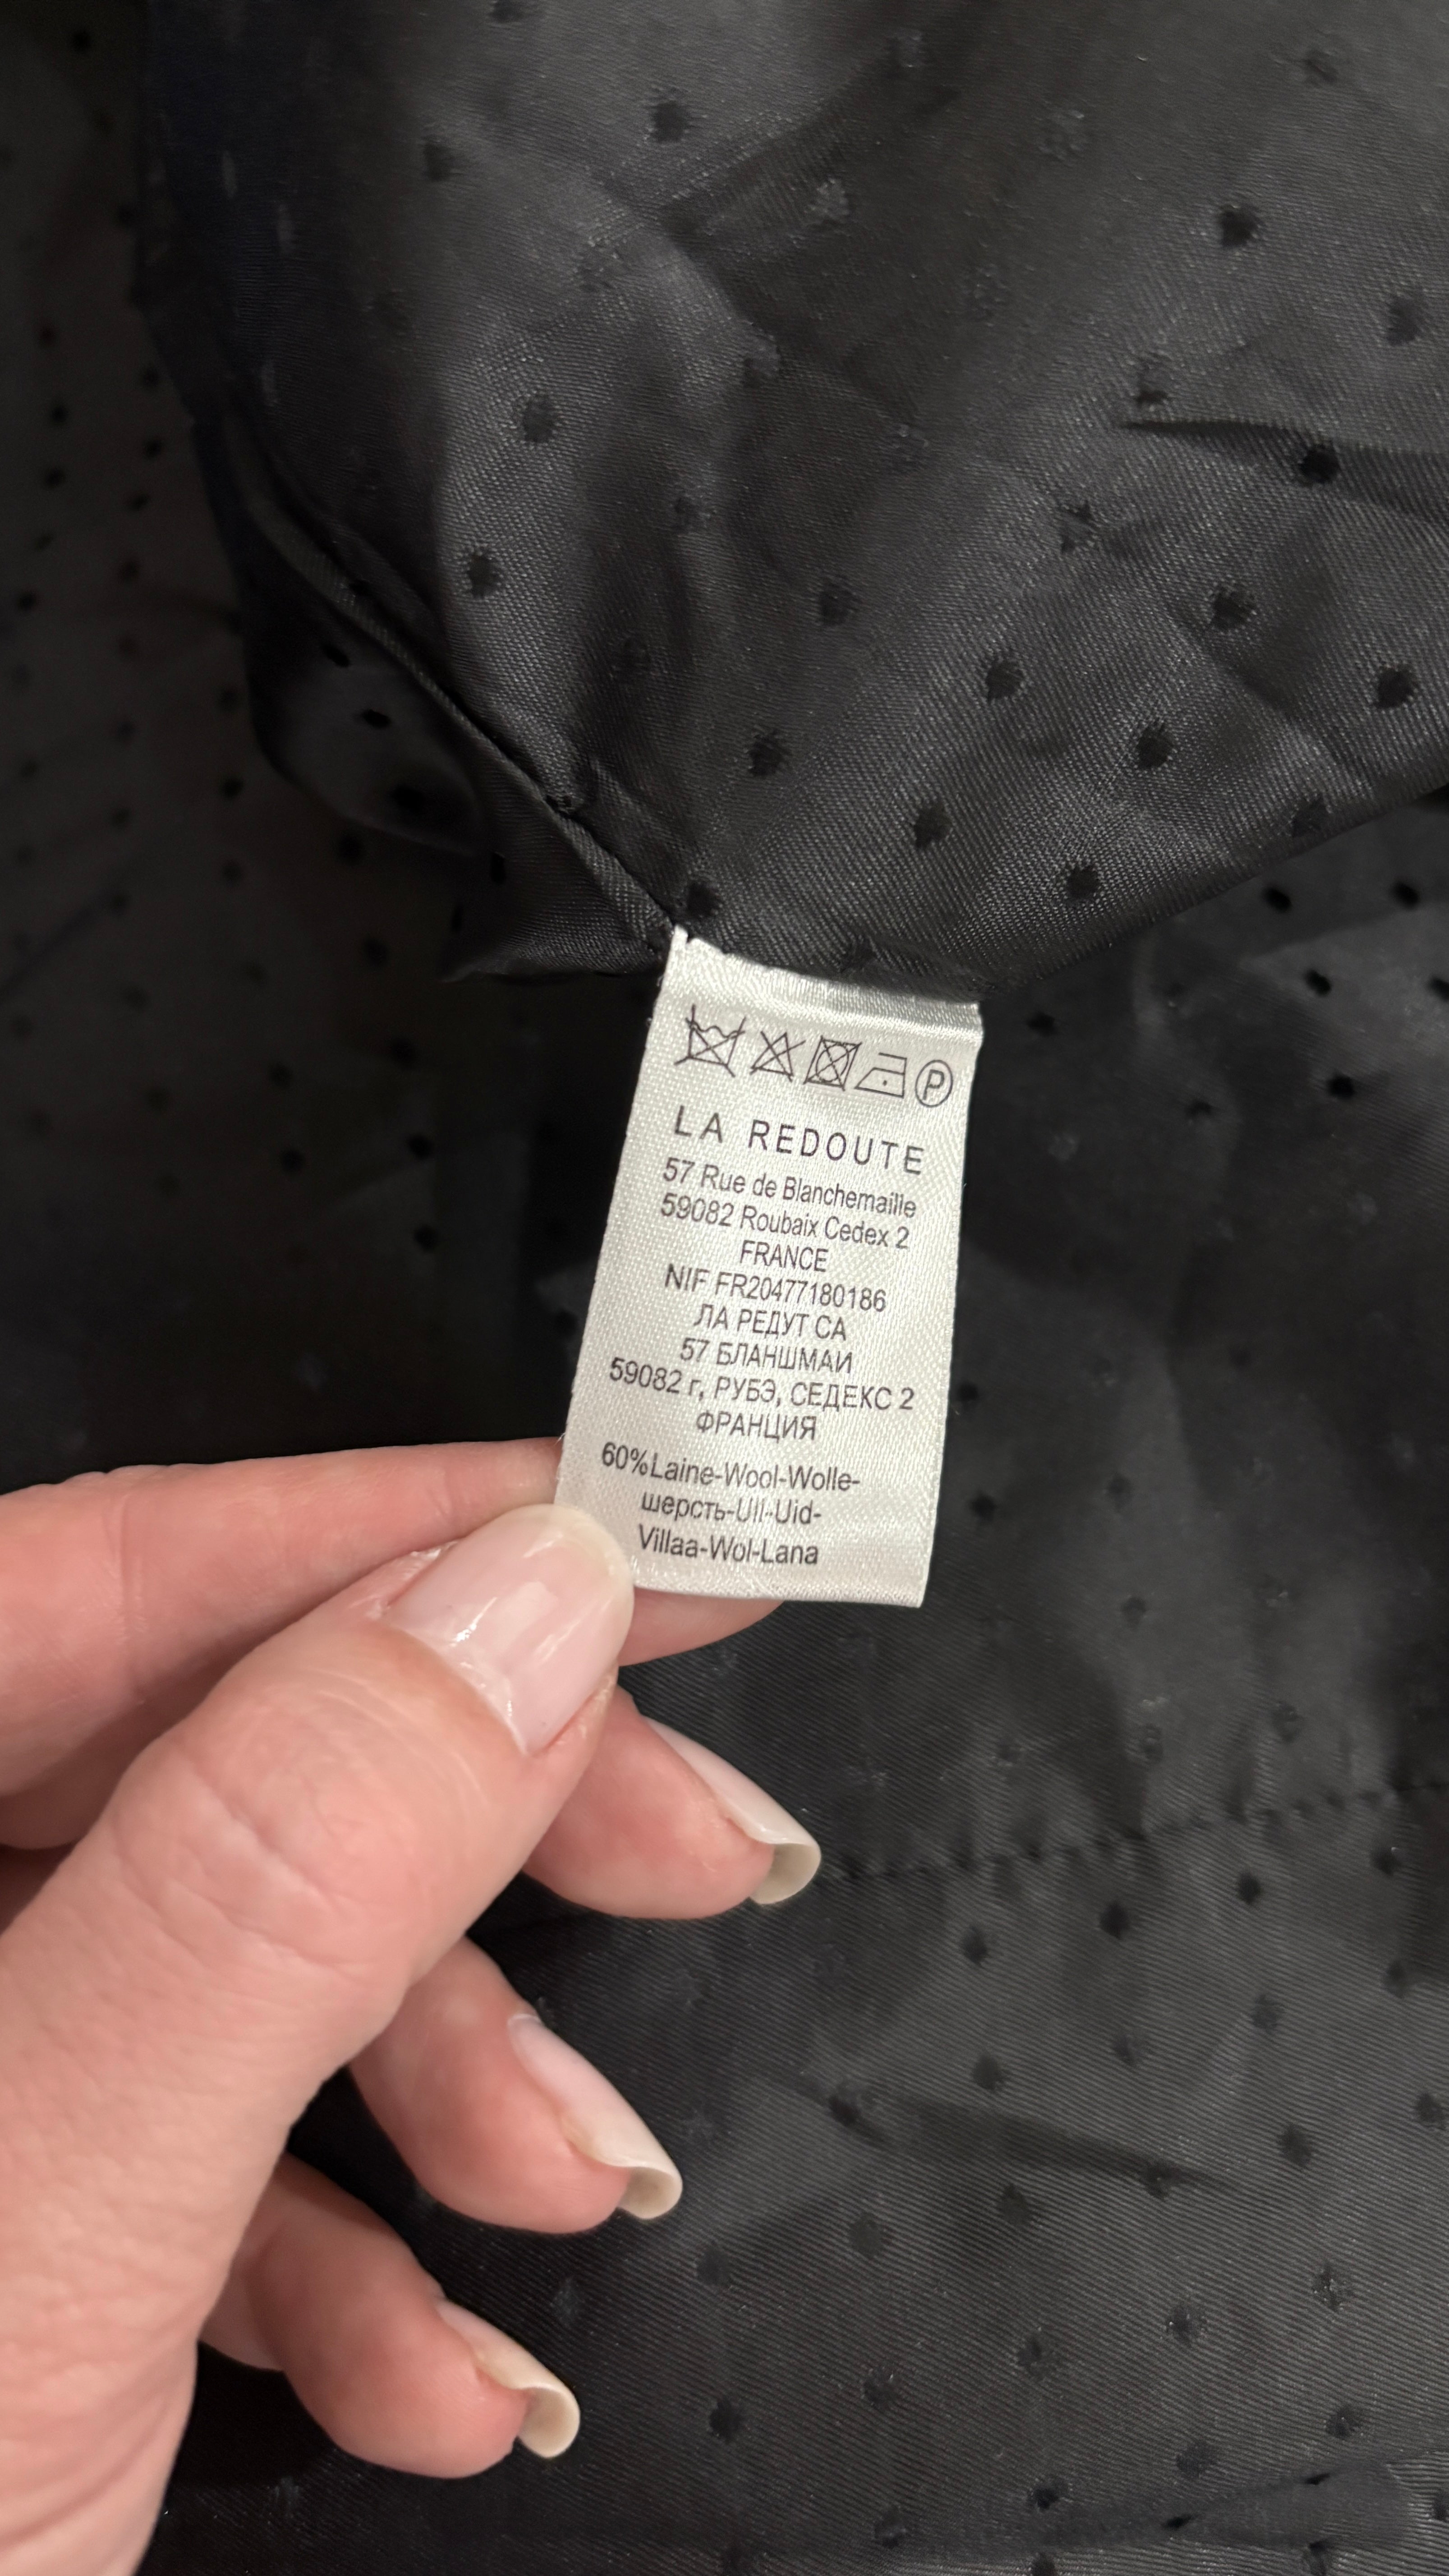 P
LA REDOUTE
57 Rue de Blanchemaille
59082 Roubaix Cedex 2
FRANCE
NIF FR20477180186
ЛА РЕДУТ СА
57 БЛАНШМАИ
59082 г, РУБЭ, СЕДЕКС 2
ФРАНЦИЯ
60%Laine-Wool-Wolle-
шерсть-Ull-Uid-
Villaa-Wol-Lana